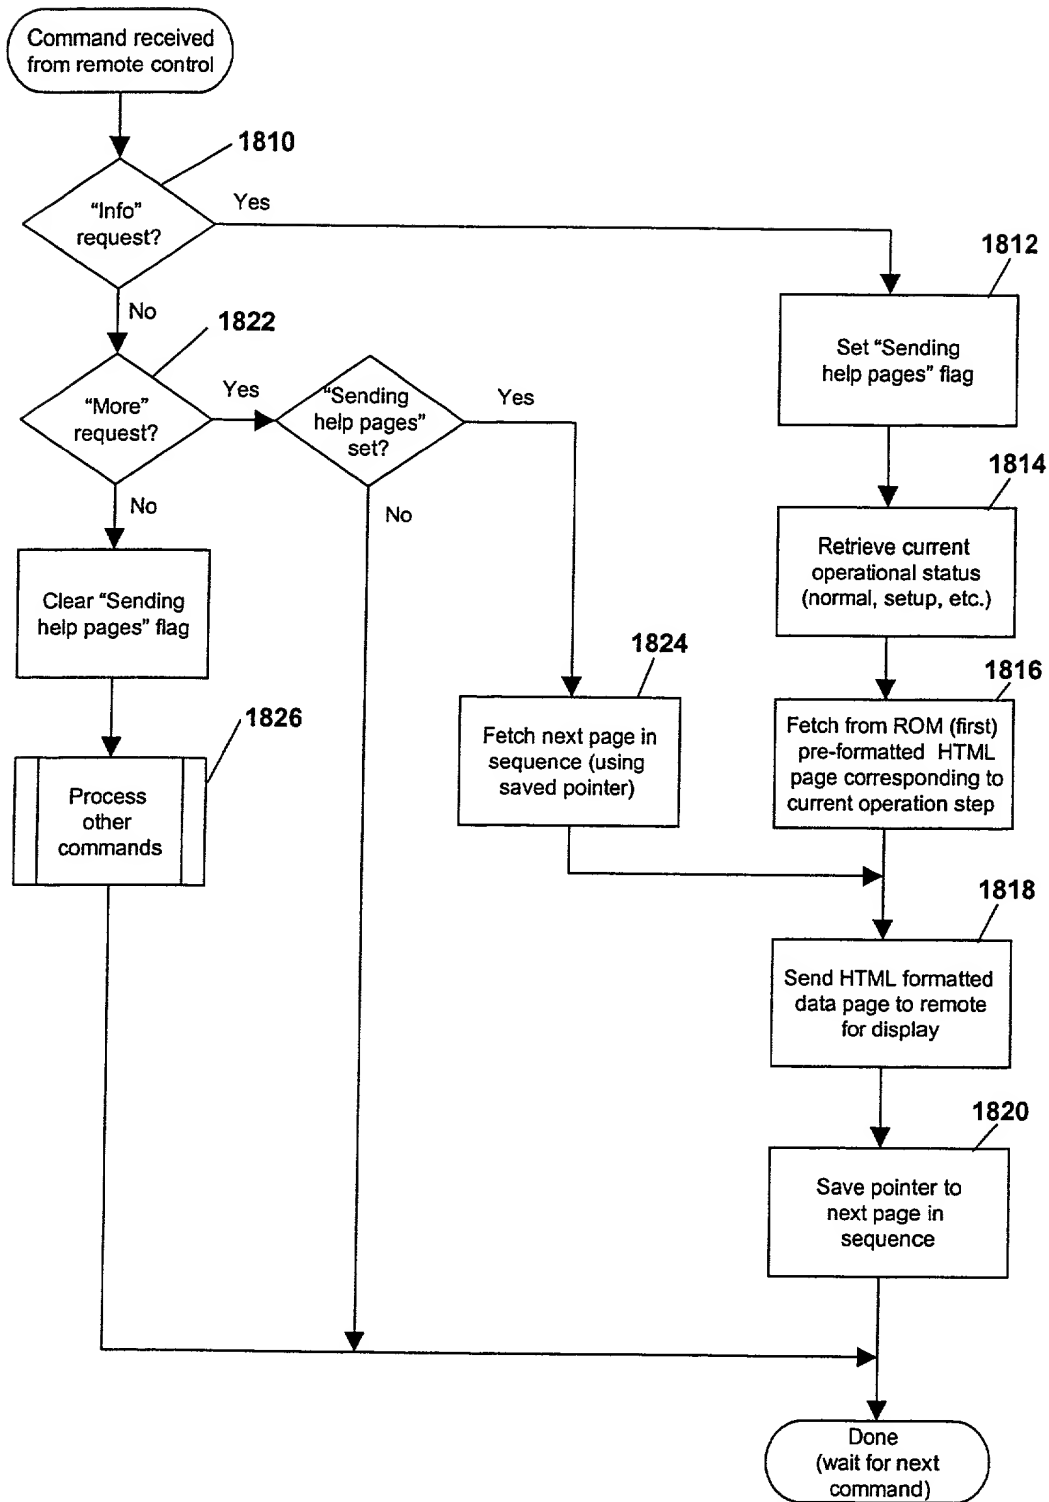 Command received
from remote control
1810
"Info"
request?
Yes
No
1812
Set "Sending
help pages" flag
1822
"More"
request?
Yes
No
"Sending
help pages"
set?
Yes
No
1814
Retrieve current
operational status
(normal, setup, etc.)
Clear "Sending
help pages" flag
1824
Fetch next page in
sequence (using
saved pointer)
1816
Fetch from ROM (first)
pre-formatted HTML
page corresponding to
current operation step
1826
Process
other
commands
1818
Send HTML formatted
data page to remote
for display
1820
Save pointer to
next page in
sequence
Done
(wait for next
command)